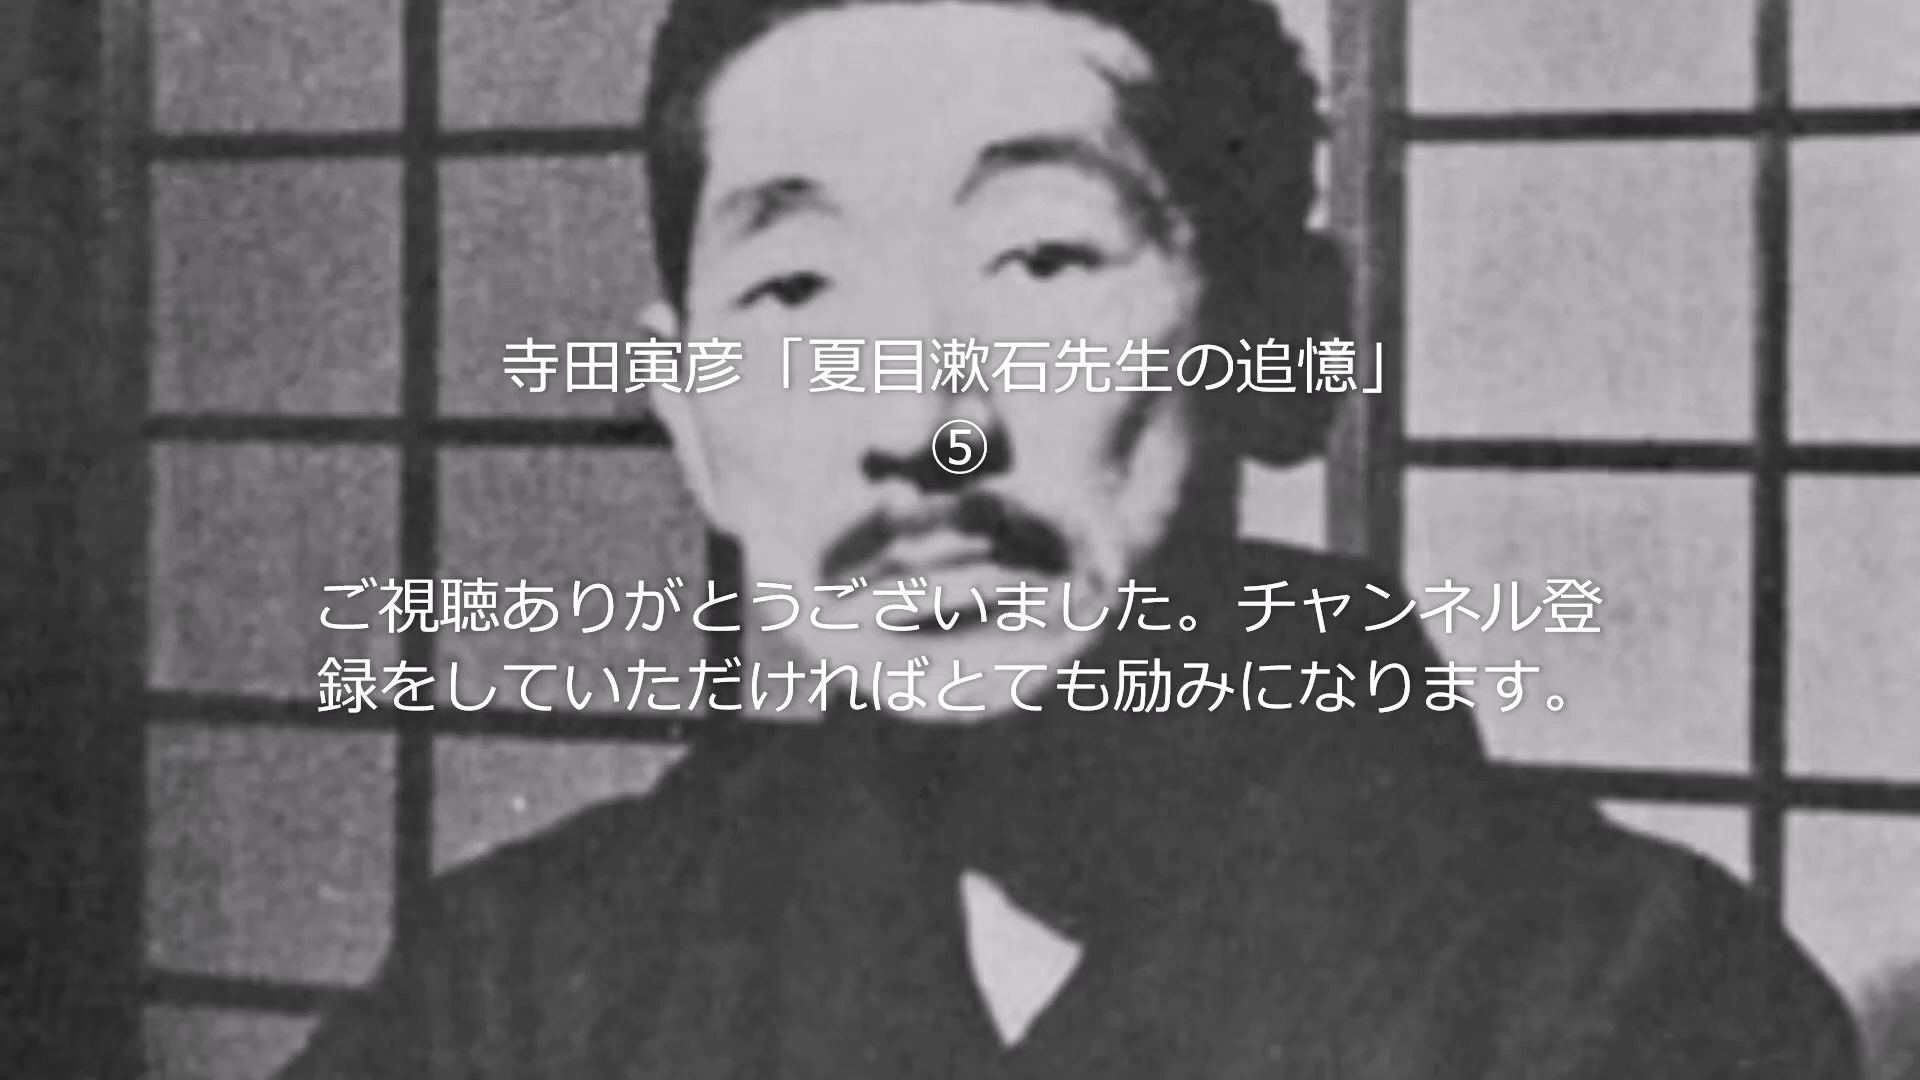 寺田寅彦「夏目漱石先生の追憶」
⑤
ご視聴ありがとうございました。チャンネル登
録をしていただければとても励みになります。